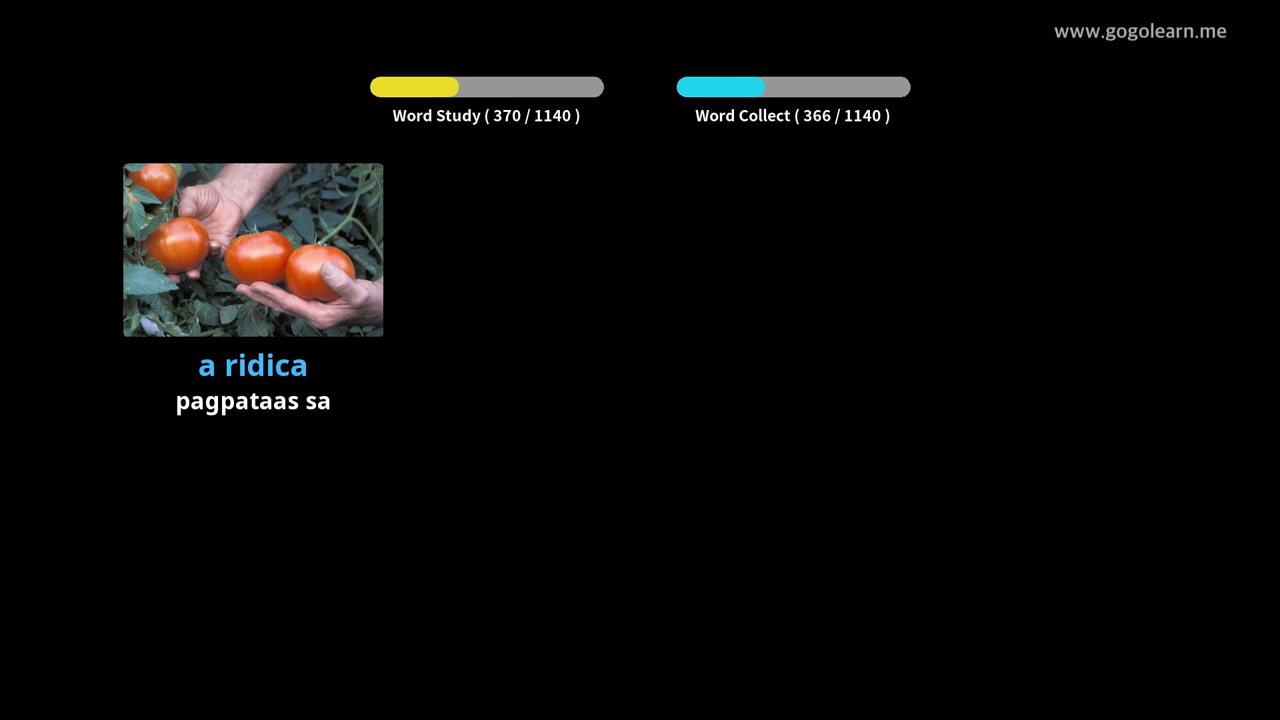 www.gogolearn.me
Word Study ( 370 / 1140 )
Word Collect ( 366 / 1140 )
a ridica
pagpataas sa